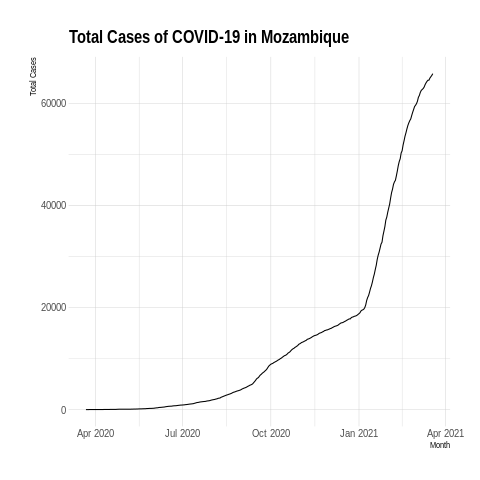 Total Cases of COVID-19 in Mozambique
Total Cases
60000
40000
20000
0
Apr 2020
Jul 2020
Oct 2020
Jan 2021
Apr 2021
Month